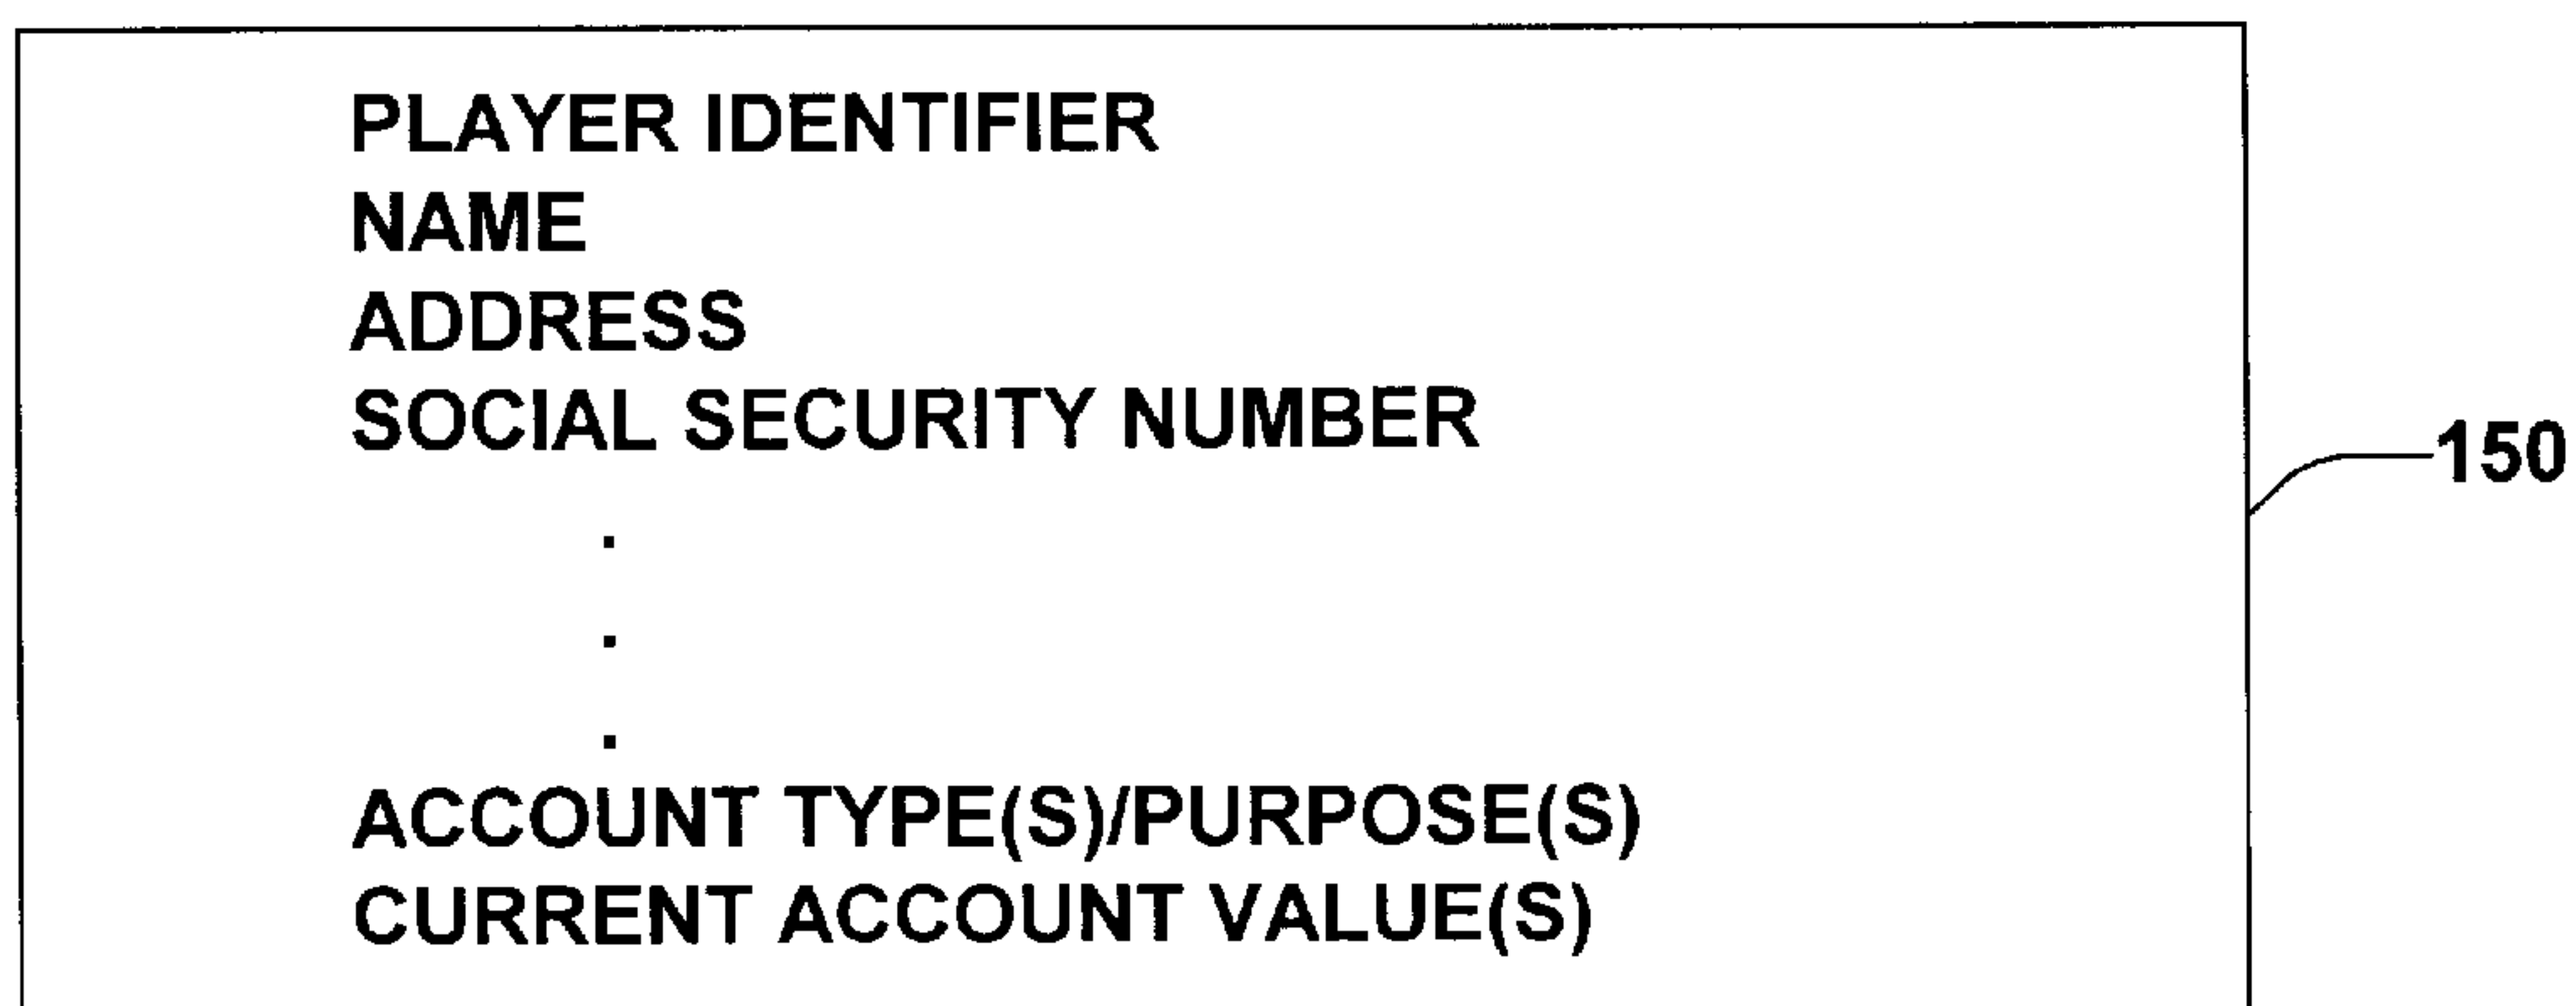 PLAYER IDENTIFIER
NAME
ADDRESS
SOCIAL SECURITY NUMBER
150
.
.
.
ACCOUNT TYPE(S)/PURPOSE(S)
CURRENT ACCOUNT VALUE(S)